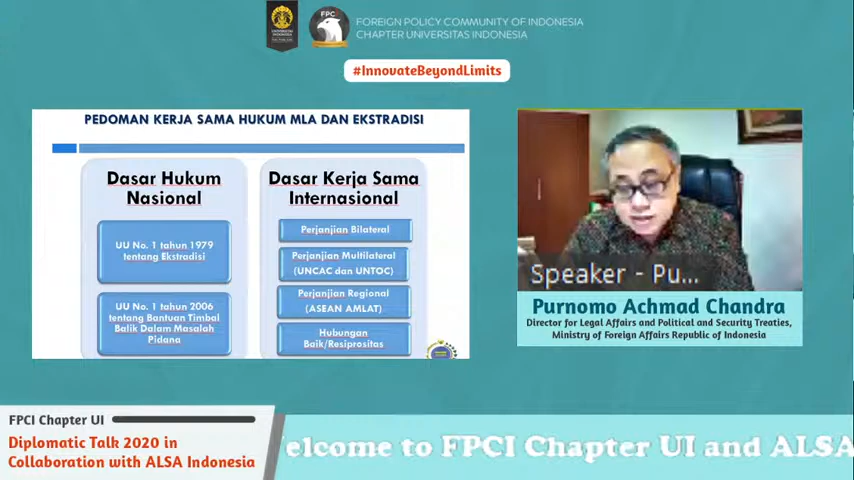 FPC
FOREIGN POLICY COMMUNITY OF INDONESIA
CHAPTER UNIVERSITAS INDONESIA
#InnovateBeyondLimits
PEDOMAN KERJA SAMA HUKUM MLA DAN EKSTRADISI
Dasar Hukum
Nasional
UU No. 1 tahun 1979
tentang Ekstradisi
UU No. 1 tahun 2006
tentang Bantuan Timbal
Balik Dalam Masalah
Pidana
Dasar Kerja Sama
Internasional
Perjanjian Bilateral
Perjanjian Multilateral
(UNCAC dan UNTOC)
Perjanjian Regional
(ASEAN AMLAT)
Hubungan
Baik/Resiprositas
Speaker - Pu...
Purnomo Achmad Chandra
Director for Legal Affairs and Political and Security Treaties,
Ministry of Foreign Affairs Republic of Indonesia
FPCI Chapter UI
Diplomatic Talk 2020 in
Collaboration with ALSA Indonesia
elcome to FPCI Chapter UI and ALSA